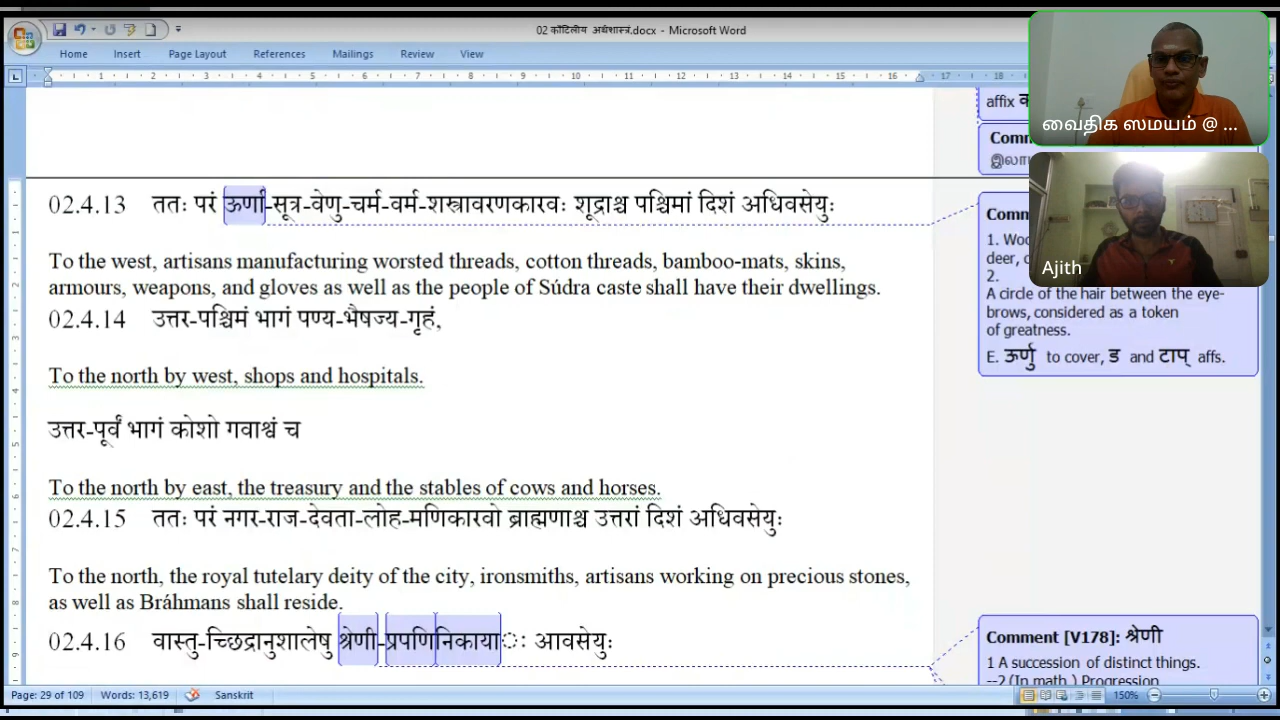 02 कौटिलीय अर्थशास्त्रं.docx - Microsoft Word
Home Insert Page Layout References Mailings Review View
affix
02.4.13 ततः परं ऊर्णा-सूत्र-वेणु-चर्म-वर्म-शस्त्रावरणकारवः शूद्राश्च पश्चिमां दिशं अधिवसेयुः
To the west, artisans manufacturing worsted threads, cotton threads, bamboo-mats, skins,
armours, weapons, and gloves as well as the people of Súdra caste shall have their dwellings.
02.4.14 उत्तर-पश्चिमं भागं पण्य-भैषज्य-गृहं,
To the north by west, shops and hospitals.
उत्तर-पूर्वं भागं कोशो गवाश्वं च
To the north by east, the treasury and the stables of cows and horses.
02.4.15 ततः परं नगर-राज-देवता-लोह-मणिकारवो ब्राह्मणाश्च उत्तरां दिशं अधिवसेयुः
To the north, the royal tutelary deity of the city, ironsmiths, artisans working on precious stones,
as well as Bráhmans shall reside.
02.4.16 वास्तु-च्छिद्रानुशालेषु श्रेणी-प्रपणिनिकायाः आवसेयुः
வைதிக ஸமயம் @ ...
Ajith
1.
deer,
2.
A circle of the hair between the eye-
brows, considered as a token
of greatness.
E. ऊर्णु to cover, ड and टाप् affs.
Comment [V178]: श्रेणी
1 A succession of distinct things.
--2 (In math.) Progression
Page: 29 of 109 Words: 13,619 Sanskrit 150%